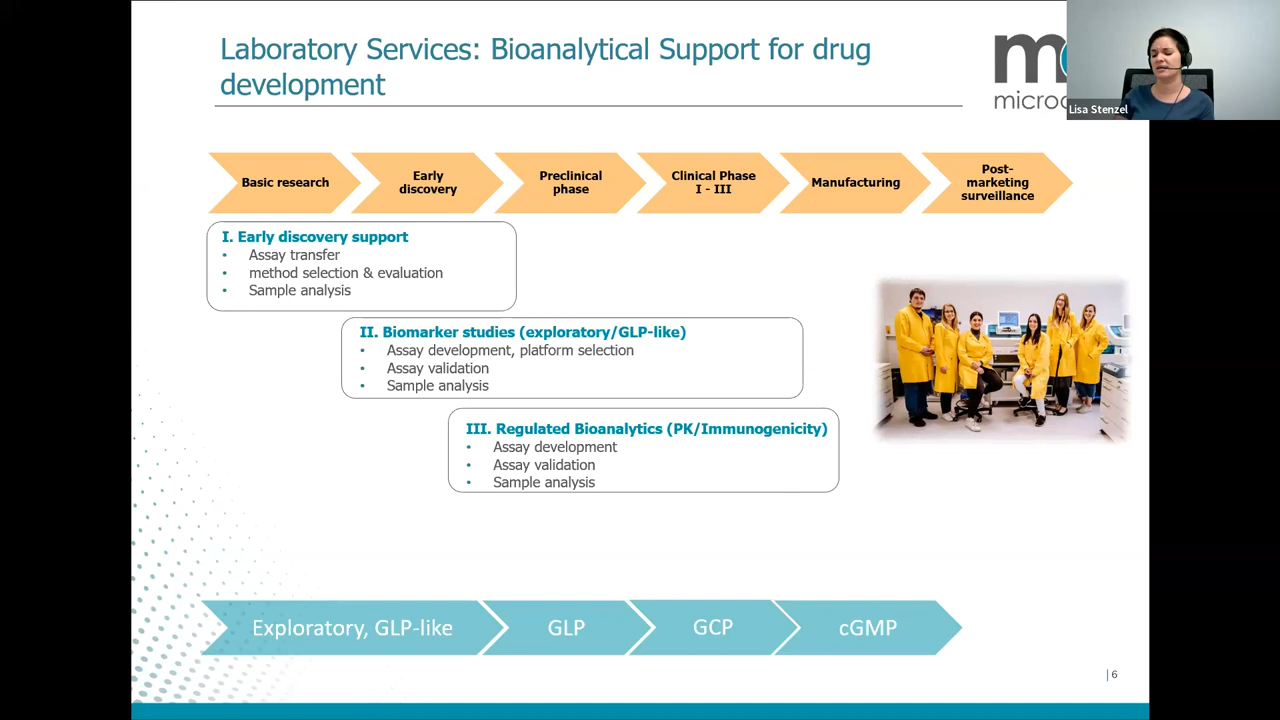 Laboratory Services: Bioanalytical Support for drug
development
Lisa Stenzel
Basic research
Early
discovery
Preclinical
phase
Clinical Phase
I - III
Manufacturing
Post-
marketing
surveillance
I. Early discovery support
• Assay transfer
• method selection & evaluation
• Sample analysis
II. Biomarker studies (exploratory/GLP-like)
• Assay development, platform selection
• Assay validation
• Sample analysis
III. Regulated Bioanalytics (PK/Immunogenicity)
• Assay development
• Assay validation
• Sample analysis
Exploratory, GLP-like
GLP
GCP
cGMP
| 6